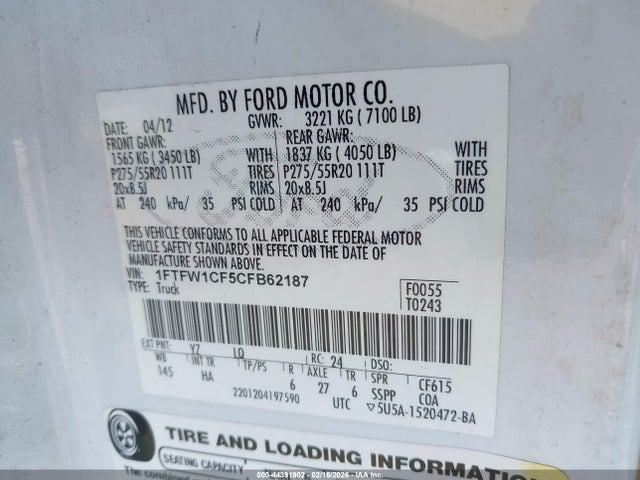 MFD. BY FORD MOTOR CO.
DATE: 04/12 GVWR: 3221 KG ( 7100 LB)
FRONT GAWR: REAR GAWR:
1565 KG ( 3450 LB) WITH 1837 KG ( 4050 LB) WITH
P275/55R20 111T TIRES P275/55R20 111T TIRES
20x8.5J RIMS 20x8.5J RIMS
AT 240 kPa/ 35 PSI COLD AT 240 kPa/ 35 PSI COLD
THIS VEHICLE CONFORMS TO ALL APPLICABLE FEDERAL MOTOR
VEHICLE SAFETY STANDARDS IN EFFECT ON THE DATE OF
MANUFACTURE SHOWN ABOVE.
VIN: 1FTFW1CF5CFB62187
TYPE: Truck
F0055
T0243
EXT PNT: YZ LQ RC: 24 DSO:
WB INT TR TP/PS R AXLE TR SPR CF615
145 HA 6 27 6 SSPP COA
2201204197590 UTC ▽5U5A-1520472-BA
TIRE AND LOADING INFORMATION
SEATING CAPACITY
The combined
000-44391902 - 02/16/2026 - IAA Inc.